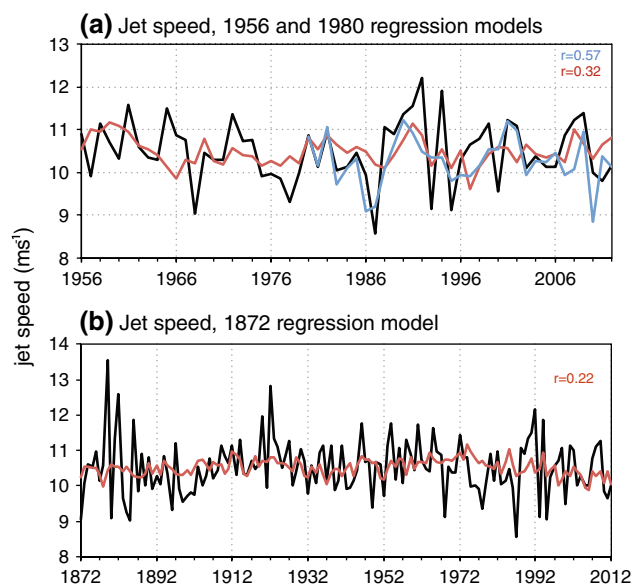 (a) Jet speed, 1956 and 1980 regression models
13
12
11
10
9
8
r=0.57
r=0.32
1956 1966 1976 1986 1996 2006
jet speed (ms⁻¹)
(b) Jet speed, 1872 regression model
14
13
12
11
10
9
8
r=0.22
1872 1892 1912 1932 1952 1972 1992 2012